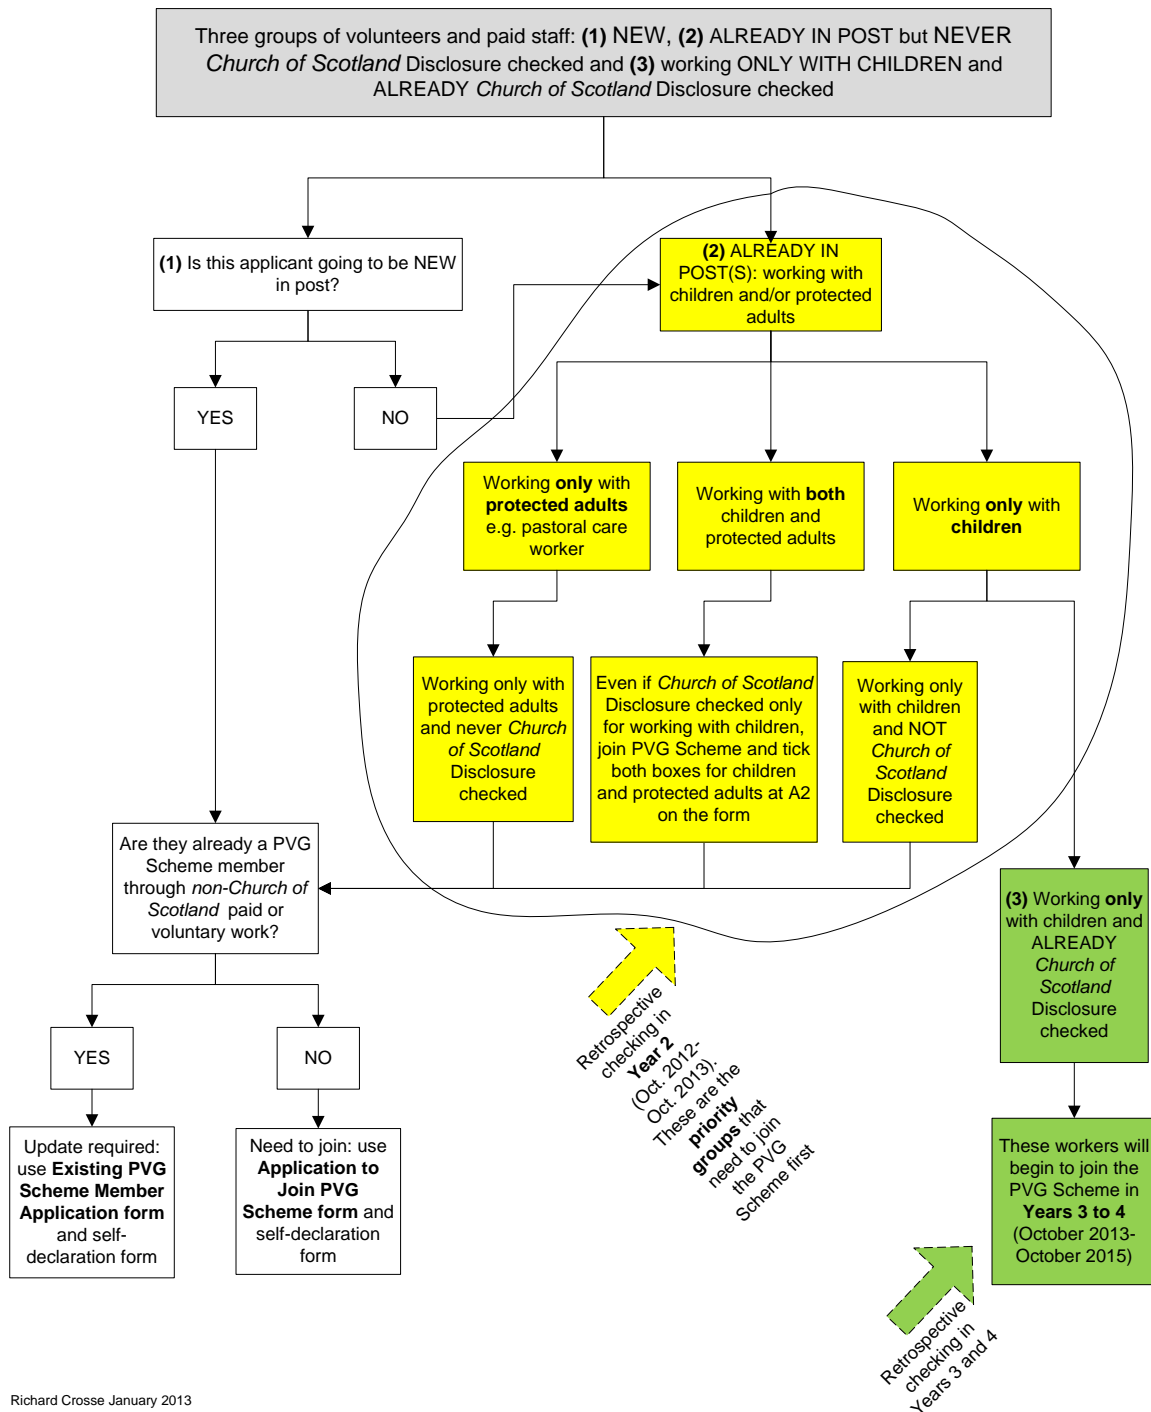 Three groups of volunteers and paid staff: (1) NEW, (2) ALREADY IN POST but NEVER
Church of Scotland Disclosure checked and (3) working ONLY WITH CHILDREN and
ALREADY Church of Scotland Disclosure checked
(1) Is this applicant going to be NEW
in post?
(2) ALREADY IN
POST(S): working with
children and/or protected
adults
YES
NO
Working only with
protected adults
e.g. pastoral care
worker
Working with both
children and
protected adults
Working only with
children
Working only with
protected adults
and never Church
of Scotland
Disclosure
checked
Even if Church of Scotland
Disclosure checked only
for working with children,
join PVG Scheme and tick
both boxes for children
and protected adults at A2
on the form
Working only
with children
and NOT
Church of
Scotland
Disclosure
checked
Are they already a PVG
Scheme member
through non-Church of
Scotland paid or
voluntary work?
(3) Working only
with children and
ALREADY
Church of
Scotland
Disclosure
checked
YES
NO
Retrospective
checking in
Year 2
(Oct. 2012-
Oct. 2013).
These are the
priority
groups that
need to join
the PVG
Scheme first
Update required:
use Existing PVG
Scheme Member
Application form
and self-
declaration form
Need to join: use
Application to
Join PVG
Scheme form and
self-declaration
form
These workers will
begin to join the
PVG Scheme in
Years 3 to 4
(October 2013-
October 2015)
Retrospective
checking in
Years 3 and 4
Richard Crosse January 2013